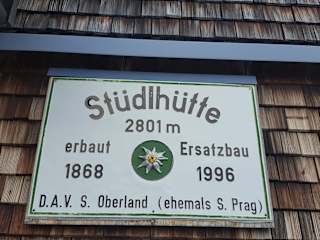 Stüdlhütte
2801 m
erbaut Ersatzbau
1868 1996
D.A.V. S. Oberland (ehemals S. Prag)